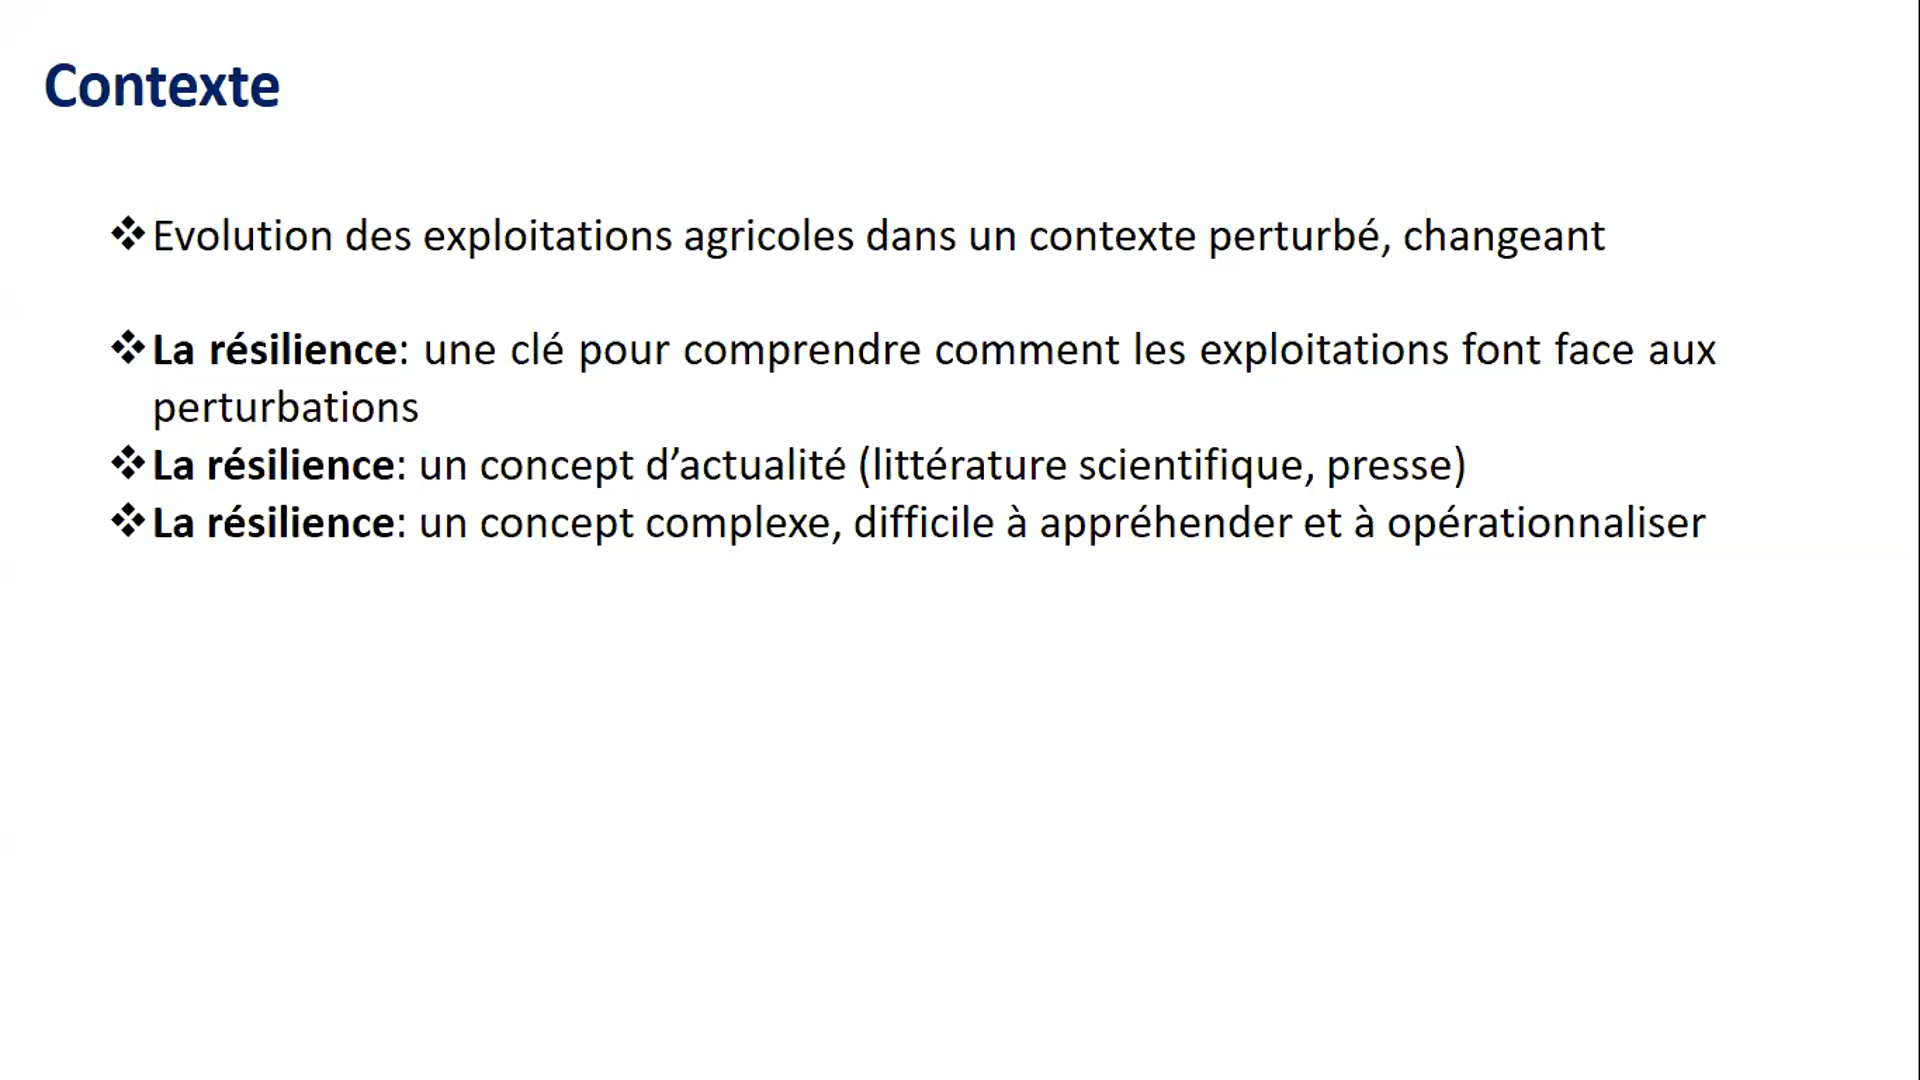 Contexte
❖Evolution des exploitations agricoles dans un contexte perturbé, changeant
❖La résilience: une clé pour comprendre comment les exploitations font face aux
perturbations
❖La résilience: un concept d’actualité (littérature scientifique, presse)
❖La résilience: un concept complexe, difficile à appréhender et à opérationnaliser